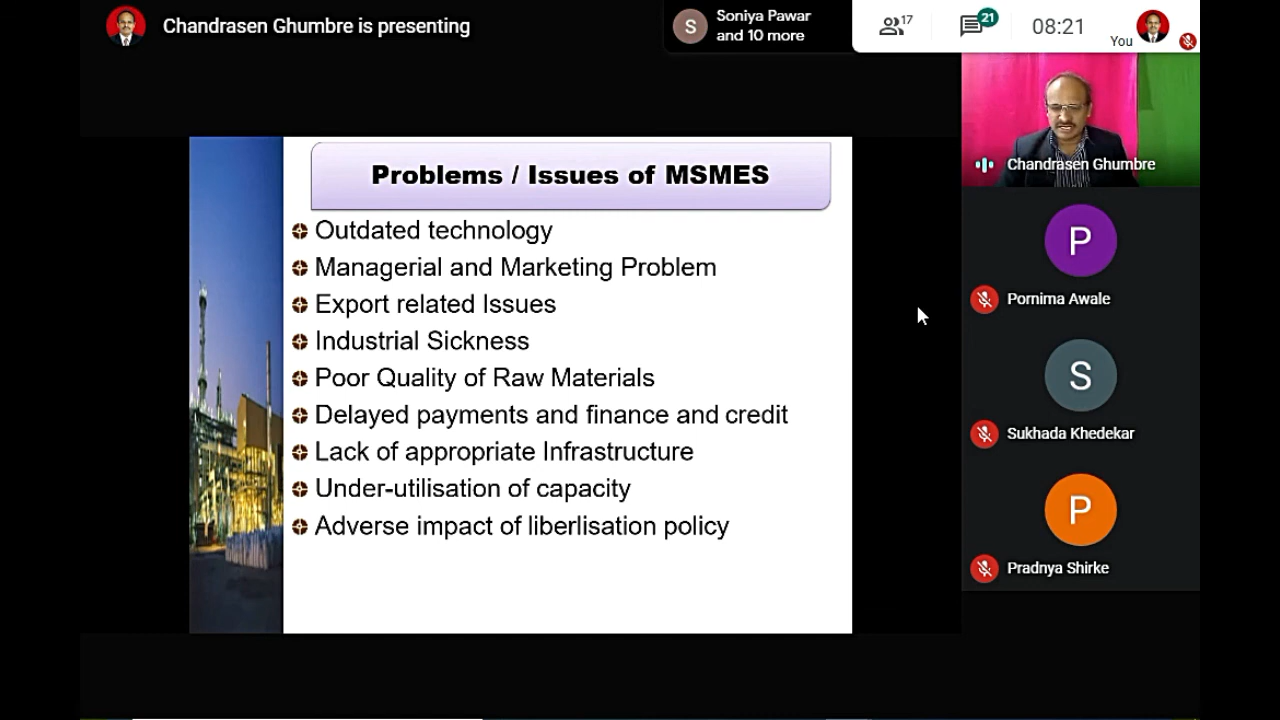 Chandrasen Ghumbre is presenting
S
Soniya Pawar
and 10 more
17
21
08:21
You
Problems / Issues of MSMES
Outdated technology
Managerial and Marketing Problem
Export related Issues
Industrial Sickness
Poor Quality of Raw Materials
Delayed payments and finance and credit
Lack of appropriate Infrastructure
Under-utilisation of capacity
Adverse impact of liberlisation policy
Chandrasen Ghumbre
P
Pornima Awale
S
Sukhada Khedekar
P
Pradnya Shirke